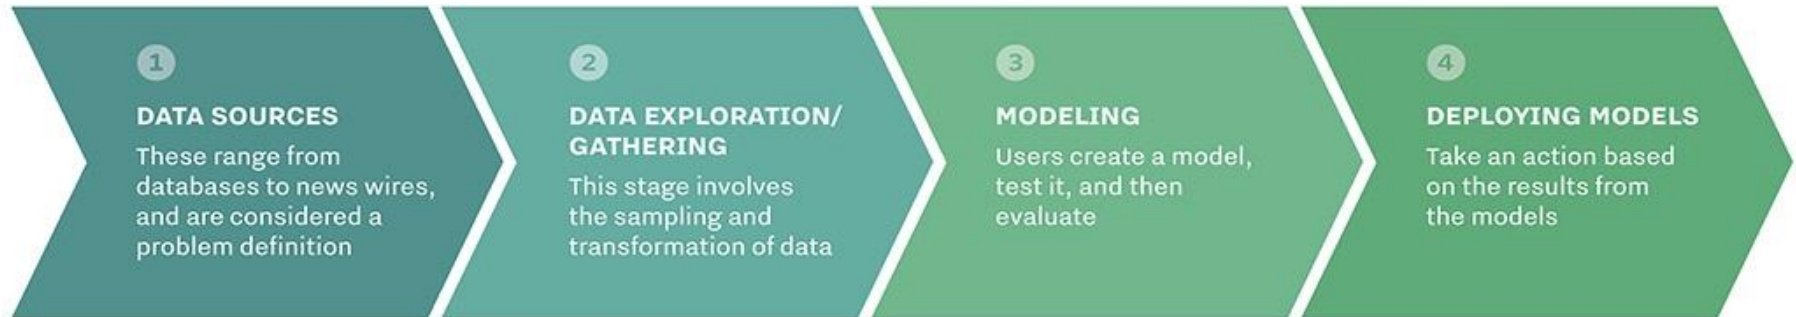 1
DATA SOURCES
These range from
databases to news wires,
and are considered a
problem definition
2
DATA EXPLORATION/
GATHERING
This stage involves
the sampling and
transformation of data
3
MODELING
Users create a model,
test it, and then
evaluate
4
DEPLOYING MODELS
Take an action based
on the results from
the models